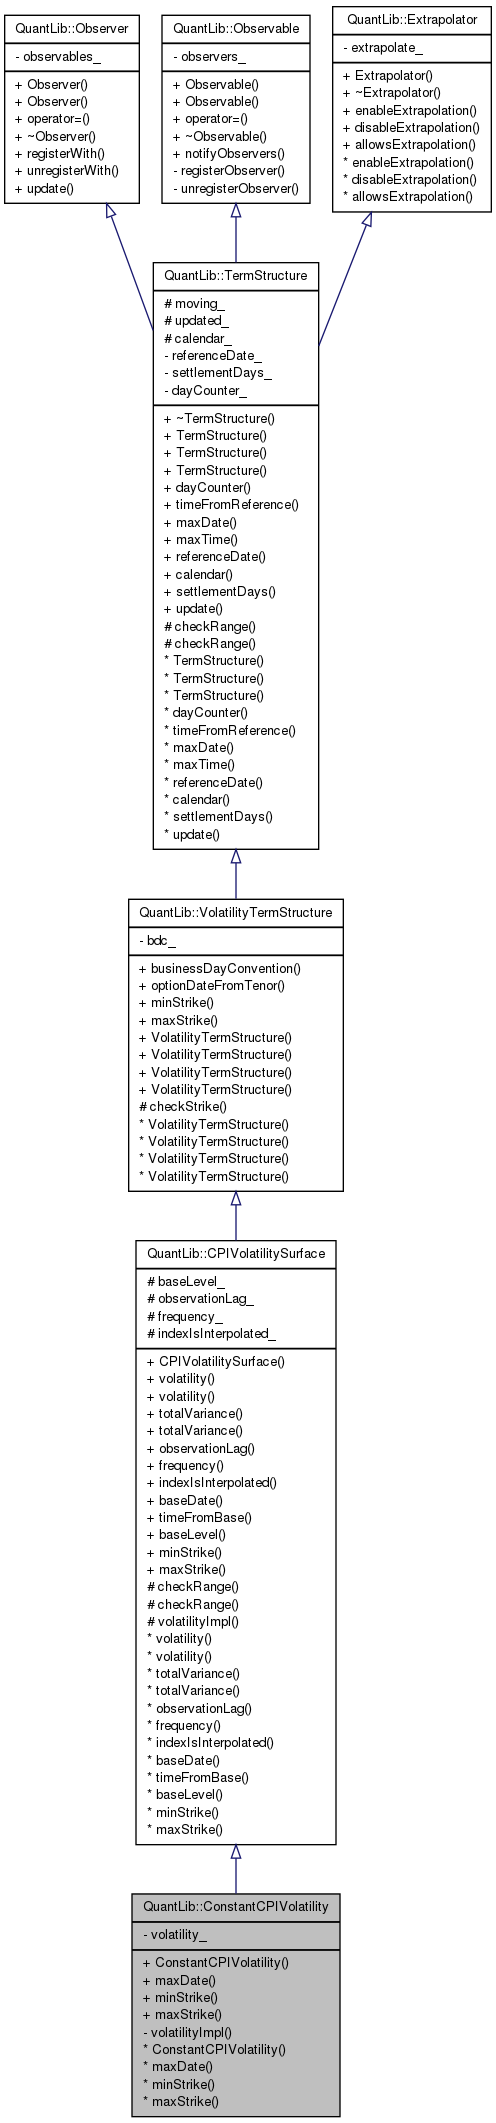 QuantLib::Observer
- observables_
+ Observer()
+ Observer()
+ operator=()
+ ~Observer()
+ registerWith()
+ unregisterWith()
+ update()
QuantLib::Observable
- observers_
+ Observable()
+ Observable()
+ operator=()
+ ~Observable()
+ notifyObservers()
- registerObserver()
- unregisterObserver()
QuantLib::Extrapolator
- extrapolate_
+ Extrapolator()
+ ~Extrapolator()
+ enableExtrapolation()
+ disableExtrapolation()
+ allowsExtrapolation()
* enableExtrapolation()
* disableExtrapolation()
* allowsExtrapolation()
QuantLib::TermStructure
# moving_
# updated_
# calendar_
- referenceDate_
- settlementDays_
- dayCounter_
+ ~TermStructure()
+ TermStructure()
+ TermStructure()
+ TermStructure()
+ dayCounter()
+ timeFromReference()
+ maxDate()
+ maxTime()
+ referenceDate()
+ calendar()
+ settlementDays()
+ update()
# checkRange()
# checkRange()
* TermStructure()
* TermStructure()
* TermStructure()
* dayCounter()
* timeFromReference()
* maxDate()
* maxTime()
* referenceDate()
* calendar()
* settlementDays()
* update()
QuantLib::VolatilityTermStructure
- bdc_
+ businessDayConvention()
+ optionDateFromTenor()
+ minStrike()
+ maxStrike()
+ VolatilityTermStructure()
+ VolatilityTermStructure()
+ VolatilityTermStructure()
+ VolatilityTermStructure()
# checkStrike()
* VolatilityTermStructure()
* VolatilityTermStructure()
* VolatilityTermStructure()
* VolatilityTermStructure()
QuantLib::CPIVolatilitySurface
# baseLevel_
# observationLag_
# frequency_
# indexIsInterpolated_
+ CPIVolatilitySurface()
+ volatility()
+ volatility()
+ totalVariance()
+ totalVariance()
+ observationLag()
+ frequency()
+ indexIsInterpolated()
+ baseDate()
+ timeFromBase()
+ baseLevel()
+ minStrike()
+ maxStrike()
# checkRange()
# checkRange()
# volatilityImpl()
* volatility()
* volatility()
* totalVariance()
* totalVariance()
* observationLag()
* frequency()
* indexIsInterpolated()
* baseDate()
* timeFromBase()
* baseLevel()
* minStrike()
* maxStrike()
QuantLib::ConstantCPIVolatility
- volatility_
+ ConstantCPIVolatility()
+ maxDate()
+ minStrike()
+ maxStrike()
- volatilityImpl()
* ConstantCPIVolatility()
* maxDate()
* minStrike()
* maxStrike()